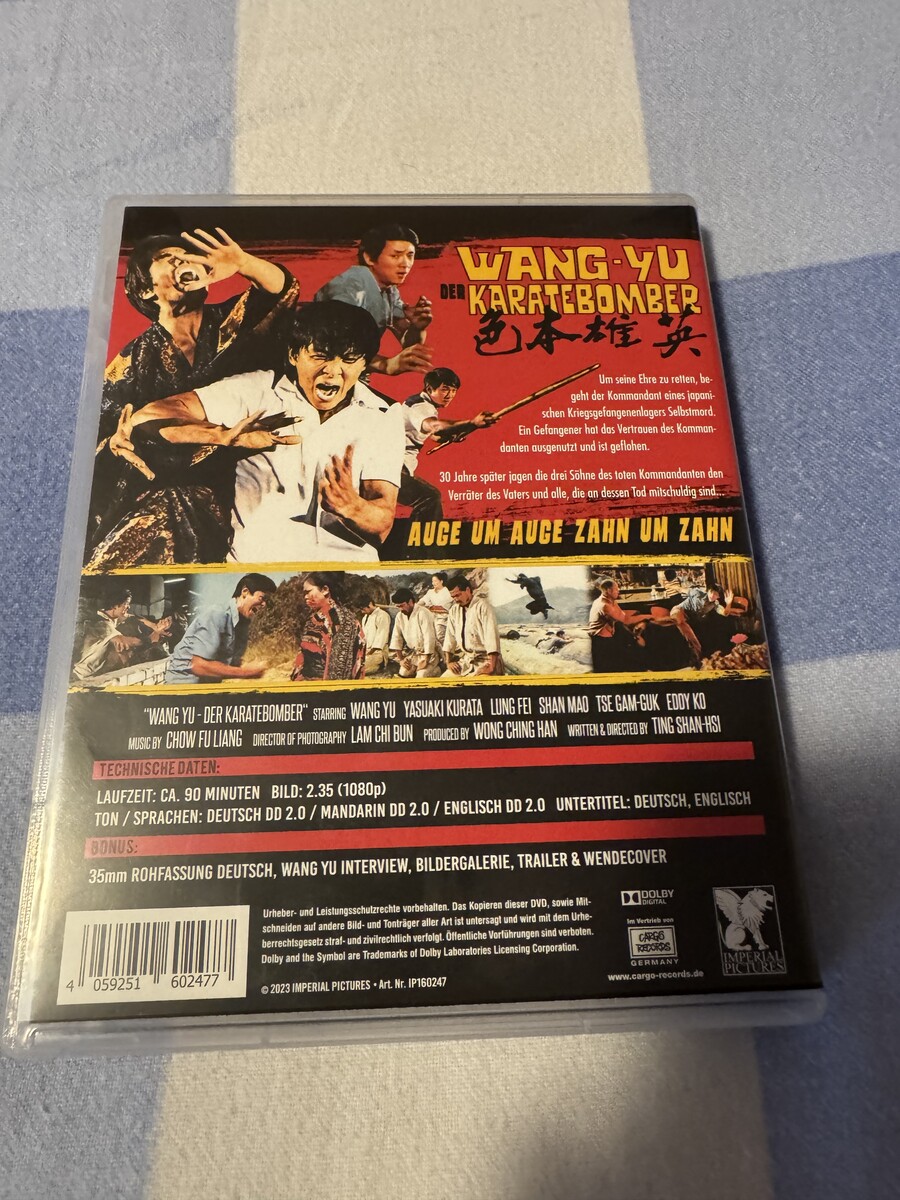 WANG-YU
DER KARATEBOMBER
英雄本色
Um seine Ehre zu retten, be-
geht der Kommandant eines japani-
schen Kriegsgefangenenlagers Selbstmord.
Ein Gefangener hat das Vertrauen des Komman-
danten ausgenutzt und ist geflohen.
30 Jahre später jagen die drei Söhne des toten Kommandanten den
Verräter des Vaters und alle, die an dessen Tod mitschuldig sind...
AUGE UM AUGE ZAHN UM ZAHN
"WANG YU - DER KARATEBOMBER" STARRING WANG YU YASUAKI KURATA LUNG FEI SHAN MAO TSE GAM-GUK EDDY KO
MUSIC BY CHOW FU LIANG DIRECTOR OF PHOTOGRAPHY LAM CHI BUN PRODUCED BY WONG CHING HAN WRITTEN & DIRECTED BY TING SHAN-HSI
TECHNISCHE DATEN:
LAUFZEIT: CA. 90 MINUTEN BILD: 2.35 (1080p)
TON / SPRACHEN: DEUTSCH DD 2.0 / MANDARIN DD 2.0 / ENGLISCH DD 2.0 UNTERTITEL: DEUTSCH, ENGLISCH
BONUS:
35mm ROHFASSUNG DEUTSCH, WANG YU INTERVIEW, BILDERGALERIE, TRAILER & WENDECOVER
Urheber- und Leistungsschutzrechte vorbehalten. Das Kopieren dieser DVD, sowie Mit-
schneiden auf andere Bild- und Tonträger aller Art ist untersagt und wird mit dem Urhe-
berrechtsgesetz straf- und zivilrechtlich verfolgt. Öffentliche Vorführungen sind verboten.
Dolby and the Symbol are Trademarks of Dolby Laboratories Licensing Corporation.
© 2023 IMPERIAL PICTURES • Art. Nr. IP160247
4 059251 602477
DOLBY
DIGITAL
Im Vertrieb von
CARGO
RECORDS
GERMANY
www.cargo-records.de
IMPERIAL
PICTURES